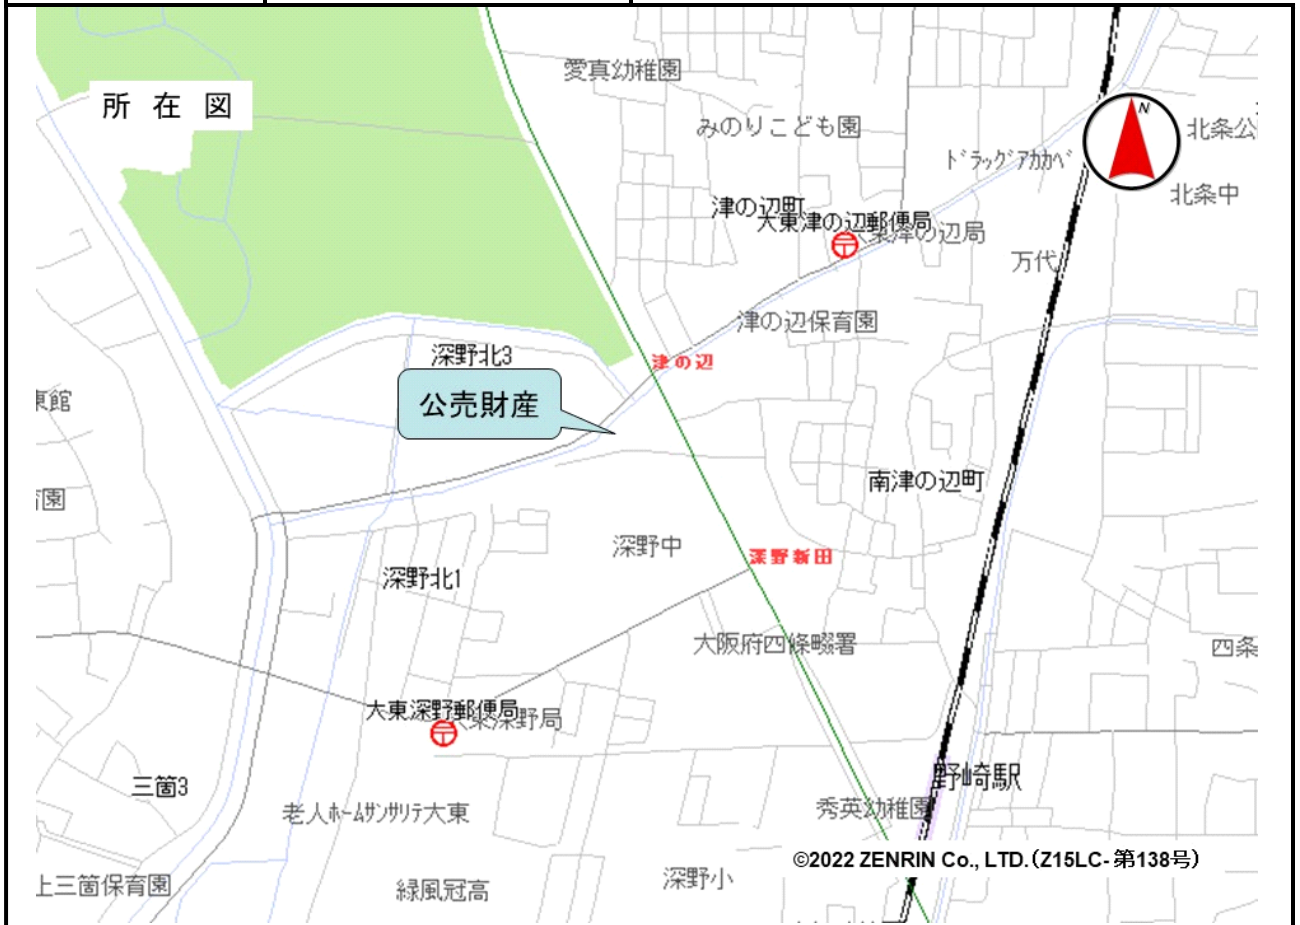 愛真幼稚園
所在図
N
みのりこども園
北条公
ﾄﾞﾗｯｸﾞｱｶｶﾍﾞ
北条中
津の辺町
大東津の辺郵便局
東津の辺局
万代
津の辺保育園
深野北3
津の辺
公売財産
東館
南津の辺町
育園
深野中
深野新田
深野北1
大阪府四條畷署
四条
大東深野郵便局
大東深野局
野崎駅
三箇3
老人ﾎｰﾑｻﾝｻﾘﾃ大東
秀英幼稚園
©2022 ZENRIN Co., LTD.（Z15LC-第138号）
上三箇保育園
緑風冠高
深野小